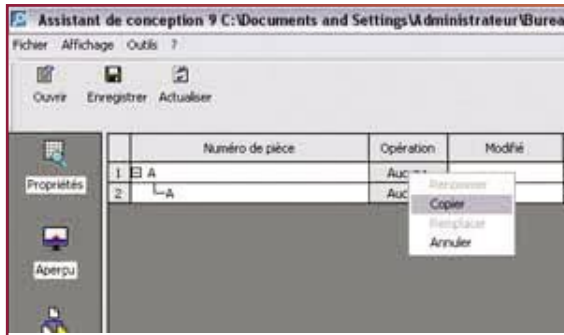 Assistant de conception 9 C:\Documents and Settings\Administrateur\Burea
Fichier Affichage Outils ?
Ouvrir Enregistrer Actualiser
Numéro de pièce Opération Modifié
Propriétés
1 A
2 A
Renommer
Copier
Remplacer
Annuler
Aperçu